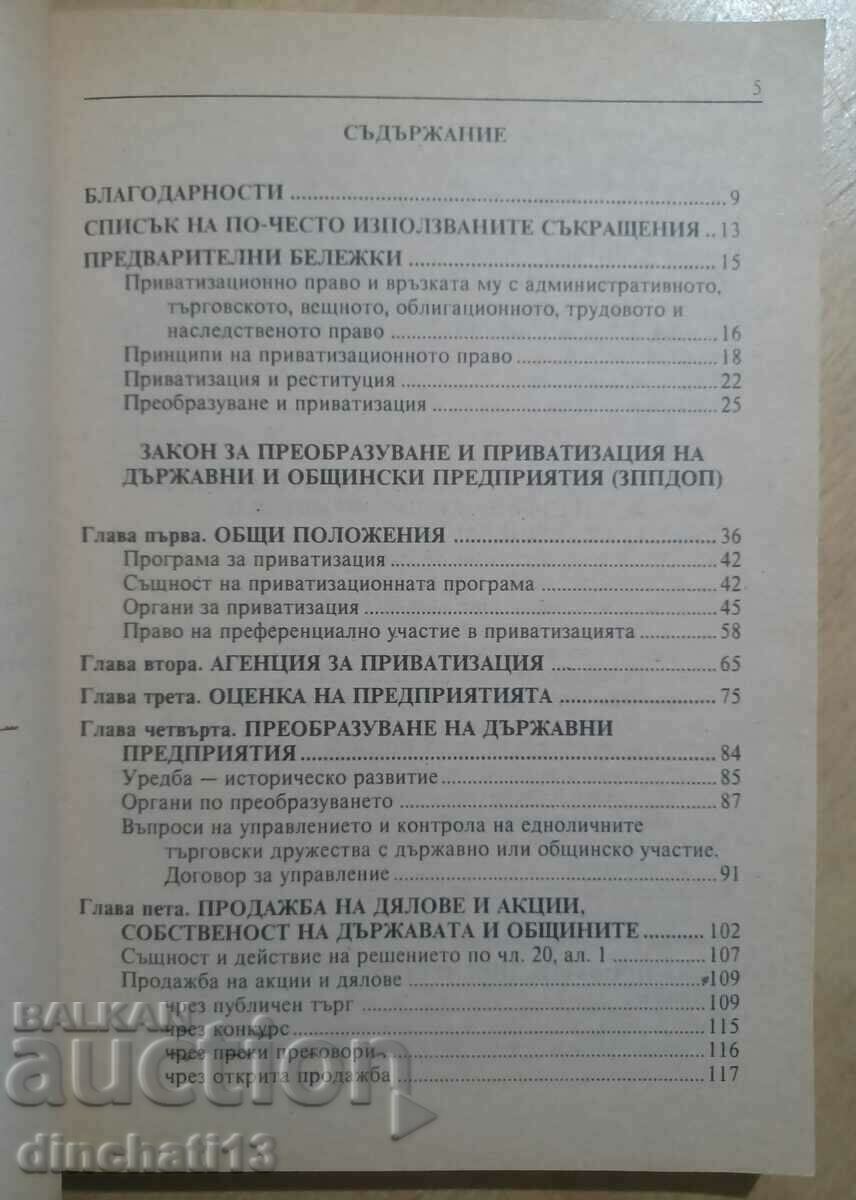 5
СЪДЪРЖАНИЕ
БЛАГОДАРНОСТИ ........ 9
СПИСЪК НА ПО-ЧЕСТО ИЗПОЛЗВАНИТЕ СЪКРАЩЕНИЯ .. 13
ПРЕДВАРИТЕЛНИ БЕЛЕЖКИ ........ 15
Приватизационно право и връзката му с административното,
търговското, вещното, облигационното, трудовото и
наследственото право ........ 16
Принципи на приватизационното право ........ 18
Приватизация и реституция ........ 22
Преобразуване и приватизация ........ 25
ЗАКОН ЗА ПРЕОБРАЗУВАНЕ И ПРИВАТИЗАЦИЯ НА
ДЪРЖАВНИ И ОБЩИНСКИ ПРЕДПРИЯТИЯ (ЗППДОП)
Глава първа. ОБЩИ ПОЛОЖЕНИЯ ........ 36
Програма за приватизация ........ 42
Същност на приватизационната програма ........ 42
Органи за приватизация ........ 45
Право на преференциално участие в приватизацията ........ 58
Глава втора. АГЕНЦИЯ ЗА ПРИВАТИЗАЦИЯ ........ 65
Глава трета. ОЦЕНКА НА ПРЕДПРИЯТИЯТА ........ 75
Глава четвърта. ПРЕОБРАЗУВАНЕ НА ДЪРЖАВНИ
ПРЕДПРИЯТИЯ ........ 84
Уредба — историческо развитие ........ 85
Органи по преобразуването ........ 87
Въпроси на управлението и контрола на едноличните
търговски дружества с държавно или общинско участие.
Договор за управление ........ 91
Глава пета. ПРОДАЖБА НА ДЯЛОВЕ И АКЦИИ,
СОБСТВЕНОСТ НА ДЪРЖАВАТА И ОБЩИНИТЕ ........ 102
Същност и действие на решението по чл. 20, ал. 1 ........ 107
Продажба на акции и дялове ........ 109
чрез публичен търг ........ 109
чрез конкурс ........ 115
чрез преки преговори ........ 116
чрез открита продажба ........ 117
BALKAN
auction
dinchati13